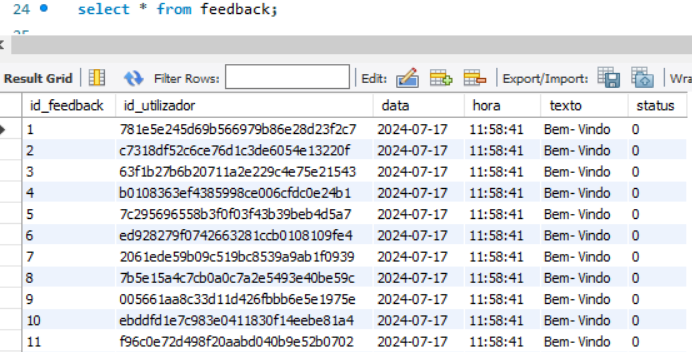 24 select * from feedback;
Result Grid Filter Rows: Edit: Export/Import: Wra
id_feedback id_utilizador data hora texto status
1 781e5e245d69b566979b86e28d23f2c7 2024-07-17 11:58:41 Bem- Vindo 0
2 c7318df52c6ce76d1c3de6054e13220f 2024-07-17 11:58:41 Bem- Vindo 0
3 63f1b27b6b20711a2e229c4e75e21543 2024-07-17 11:58:41 Bem- Vindo 0
4 b0108363ef4385998ce006cfdc0e24b1 2024-07-17 11:58:41 Bem- Vindo 0
5 7c295696558b3f0f03f43b39beb4d5a7 2024-07-17 11:58:41 Bem- Vindo 0
6 ed928279f0742663281ccb0108109fe4 2024-07-17 11:58:41 Bem- Vindo 0
7 2061ede59b09c519bc8539a9ab1f0939 2024-07-17 11:58:41 Bem- Vindo 0
8 7b5e15a4c7cb0a0c7a2e5493e40be59c 2024-07-17 11:58:41 Bem- Vindo 0
9 005661aa8c33d11d426fbbb6e5e1975e 2024-07-17 11:58:41 Bem- Vindo 0
10 ebddfd1e7c983e0411830f14eebe81a4 2024-07-17 11:58:41 Bem- Vindo 0
11 f96c0e72d498f20aabd040b9e52b0702 2024-07-17 11:58:41 Bem- Vindo 0